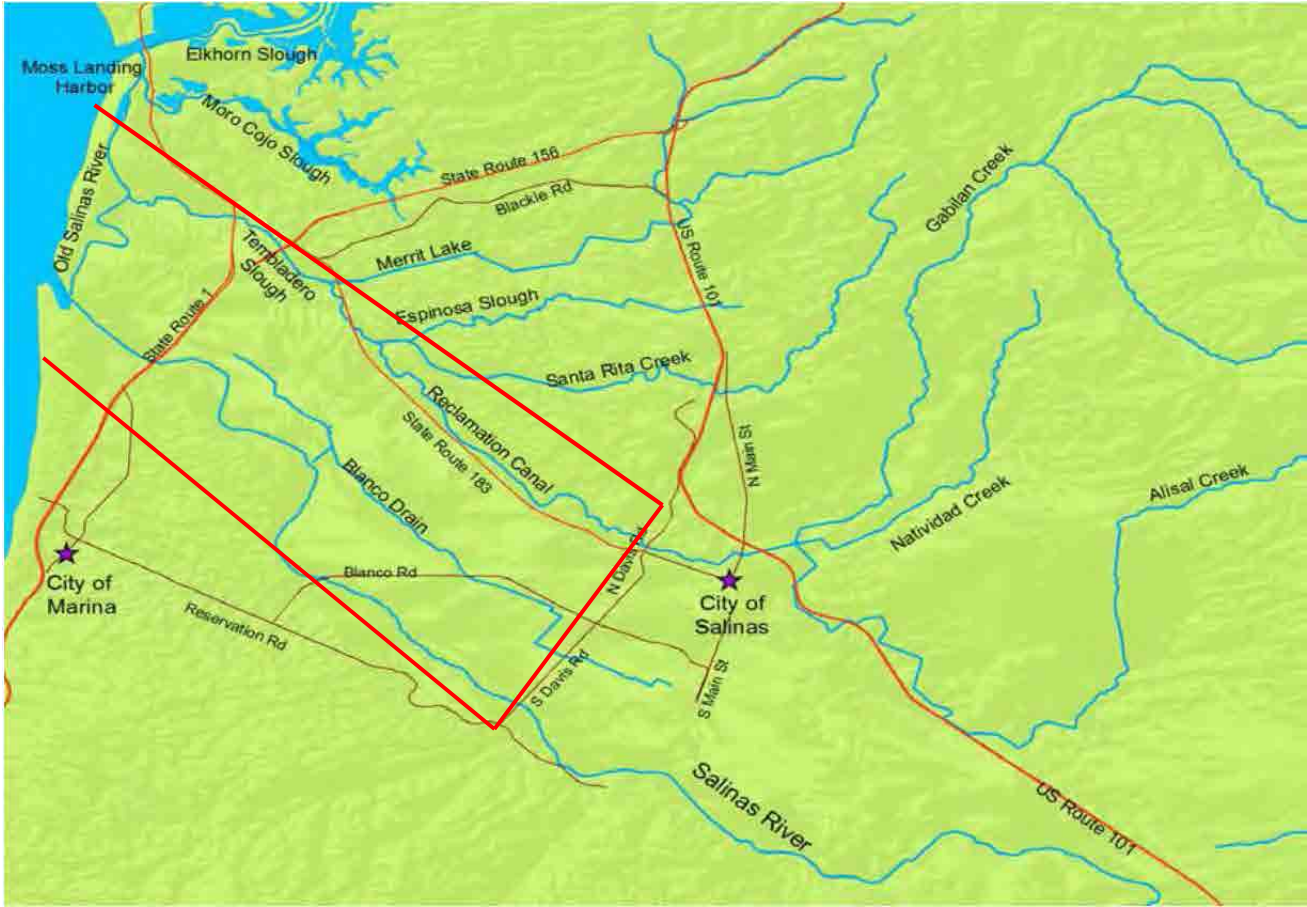 Elkhorn Slough
Moss Landing
Harbor
Moro Cojo Slough
State Route 156
Blackie Rd
Gabilan Creek
Old Salinas River
Tembladero
Slough
Merrit Lake
US Route 101
Espinosa Slough
State Route 1
Santa Rita Creek
Reclamation Canal
State Route 183
N Main St
Blanco Drain
Alisal Creek
Natividad Creek
N Davis Rd
City of
Marina
Blanco Rd
City of
Salinas
Reservation Rd
S Davis Rd
S Main St
Salinas River
US Route 101